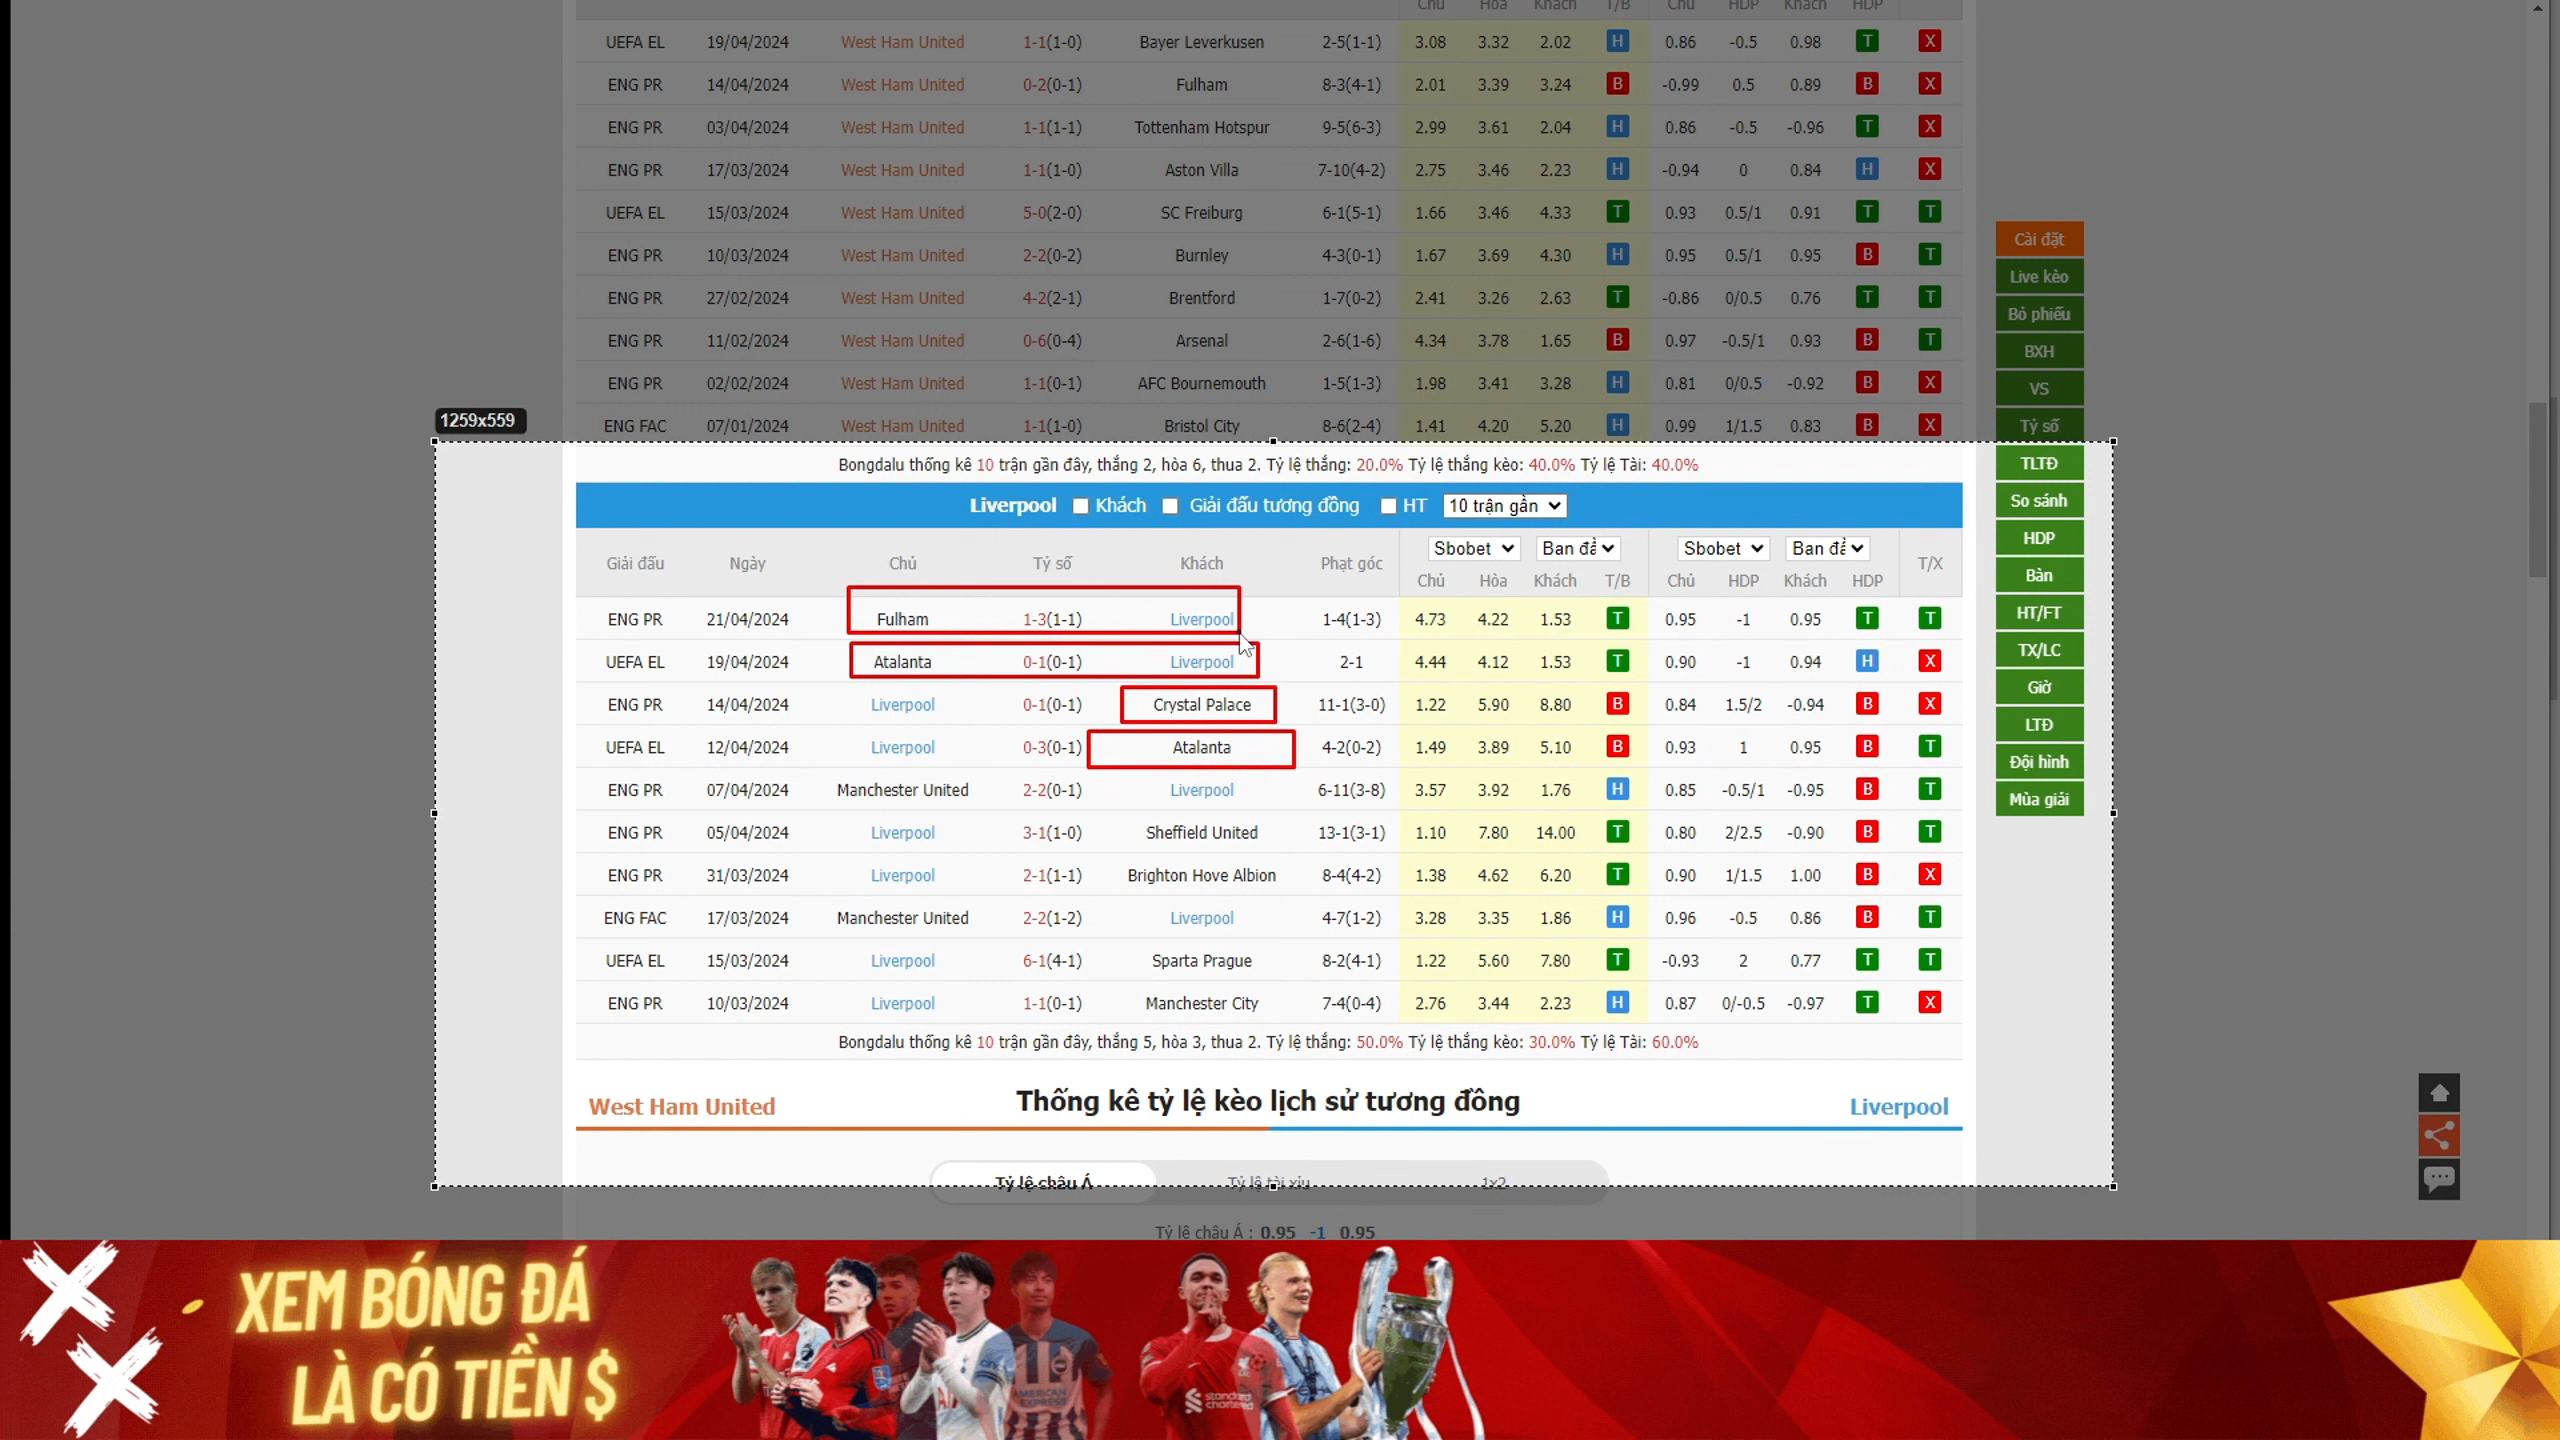 Chủ Hòa Khách T/B Chủ HDP Khách HDP
UEFA EL 19/04/2024 West Ham United 1-1(1-0) Bayer Leverkusen 2-5(1-1) 3.08 3.32 2.02 H 0.86 -0.5 0.98 T X
ENG PR 14/04/2024 West Ham United 0-2(0-1) Fulham 8-3(4-1) 2.01 3.39 3.24 B -0.99 0.5 0.89 B X
ENG PR 03/04/2024 West Ham United 1-1(1-1) Tottenham Hotspur 9-5(6-3) 2.99 3.61 2.04 H 0.86 -0.5 -0.96 T X
ENG PR 17/03/2024 West Ham United 1-1(1-0) Aston Villa 7-10(4-2) 2.75 3.46 2.23 H -0.94 0 0.84 H X
UEFA EL 15/03/2024 West Ham United 5-0(2-0) SC Freiburg 6-1(5-1) 1.66 3.46 4.33 T 0.93 0.5/1 0.91 T T
ENG PR 10/03/2024 West Ham United 2-2(0-2) Burnley 4-3(0-1) 1.67 3.69 4.30 H 0.95 0.5/1 0.95 B T
ENG PR 27/02/2024 West Ham United 4-2(2-1) Brentford 1-7(0-2) 2.41 3.26 2.63 T -0.86 0/0.5 0.76 T T
ENG PR 11/02/2024 West Ham United 0-6(0-4) Arsenal 2-6(1-6) 4.34 3.78 1.65 B 0.97 -0.5/1 0.93 B T
ENG PR 02/02/2024 West Ham United 1-1(0-1) AFC Bournemouth 1-5(1-3) 1.98 3.41 3.28 H 0.81 0/0.5 -0.92 B X
ENG FAC 07/01/2024 West Ham United 1-1(1-0) Bristol City 8-6(2-4) 1.41 4.20 5.20 H 0.99 1/1.5 0.83 B X
1259x559
Bongdalu thống kê 10 trận gần đây, thắng 2, hòa 6, thua 2. Tỷ lệ thắng: 20.0% Tỷ lệ thắng kèo: 40.0% Tỷ lệ Tài: 40.0%
Liverpool Khách Giải đấu tương đồng HT 10 trận gần
Sbobet Ban đầ Sbobet Ban đầ
Giải đấu Ngày Chủ Tỷ số Khách Phạt góc T/X
Chủ Hòa Khách T/B Chủ HDP Khách HDP
ENG PR 21/04/2024 Fulham 1-3(1-1) Liverpool 1-4(1-3) 4.73 4.22 1.53 T 0.95 -1 0.95 T T
UEFA EL 19/04/2024 Atalanta 0-1(0-1) Liverpool 2-1 4.44 4.12 1.53 T 0.90 -1 0.94 H X
ENG PR 14/04/2024 Liverpool 0-1(0-1) Crystal Palace 11-1(3-0) 1.22 5.90 8.80 B 0.84 1.5/2 -0.94 B X
UEFA EL 12/04/2024 Liverpool 0-3(0-1) Atalanta 4-2(0-2) 1.49 3.89 5.10 B 0.93 1 0.95 B T
ENG PR 07/04/2024 Manchester United 2-2(0-1) Liverpool 6-11(3-8) 3.57 3.92 1.76 H 0.85 -0.5/1 -0.95 B T
ENG PR 05/04/2024 Liverpool 3-1(1-0) Sheffield United 13-1(3-1) 1.10 7.80 14.00 T 0.80 2/2.5 -0.90 B T
ENG PR 31/03/2024 Liverpool 2-1(1-1) Brighton Hove Albion 8-4(4-2) 1.38 4.62 6.20 T 0.90 1/1.5 1.00 B X
ENG FAC 17/03/2024 Manchester United 2-2(1-2) Liverpool 4-7(1-2) 3.28 3.35 1.86 H 0.96 -0.5 0.86 B T
UEFA EL 15/03/2024 Liverpool 6-1(4-1) Sparta Prague 8-2(4-1) 1.22 5.60 7.80 T -0.93 2 0.77 T T
ENG PR 10/03/2024 Liverpool 1-1(0-1) Manchester City 7-4(0-4) 2.76 3.44 2.23 H 0.87 0/-0.5 -0.97 T X
Bongdalu thống kê 10 trận gần đây, thắng 5, hòa 3, thua 2. Tỷ lệ thắng: 50.0% Tỷ lệ thắng kèo: 30.0% Tỷ lệ Tài: 60.0%
West Ham United Thống kê tỷ lệ kèo lịch sử tương đồng Liverpool
Tỷ lệ châu Á Tỷ lệ tài xỉu 1x2
Tỷ lệ châu Á : 0.95 -1 0.95
Cài đặt
Live kèo
Bỏ phiếu
BXH
VS
Tỷ số
TLTĐ
So sánh
HDP
Bàn
HT/FT
TX/LC
Giờ
LTĐ
Đội hình
Mùa giải
XEM BÓNG ĐÁ
LÀ CÓ TIỀN $
AMERICAN EXPRESS
standard chartered